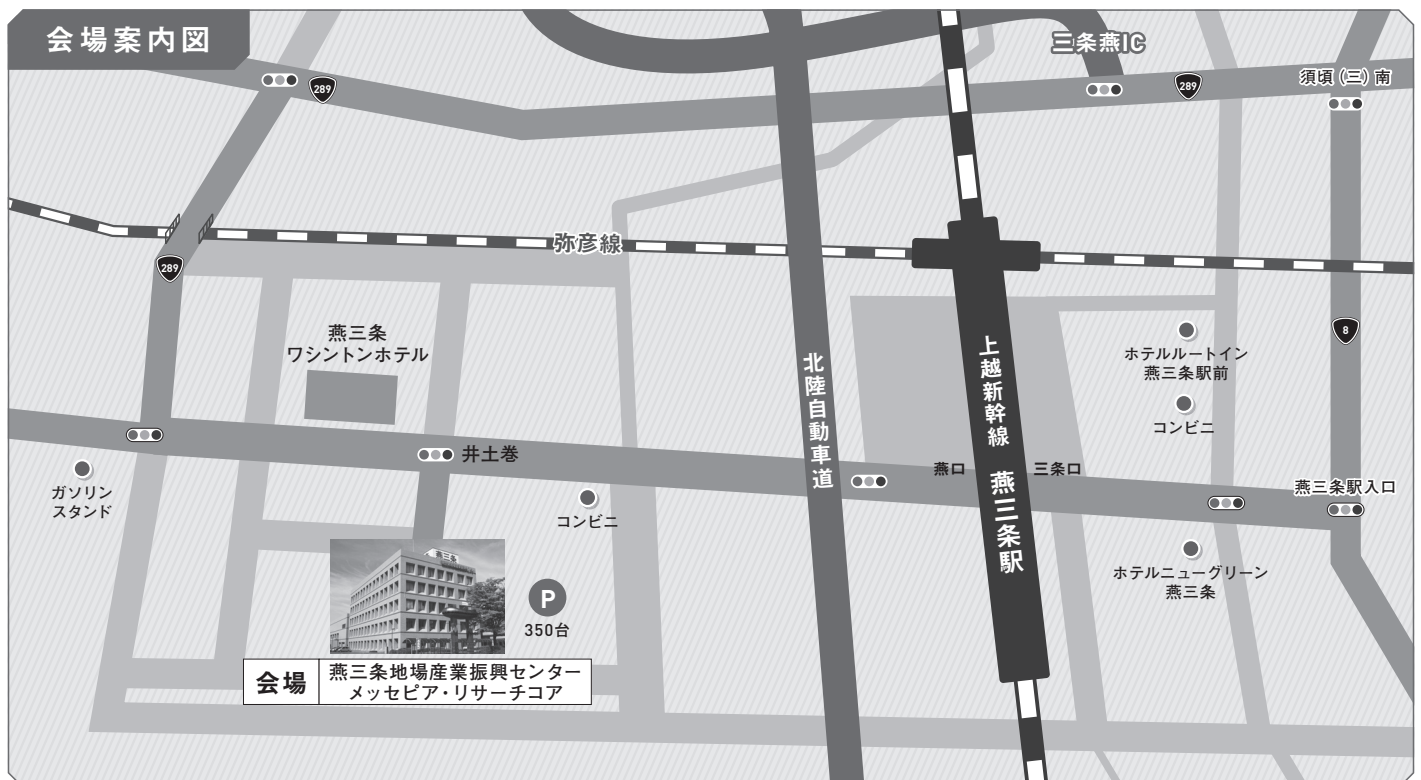 会場案内図
三条燕IC
289
289
須頃（三）南
弥彦線
289
燕三条
ワシントンホテル
北陸自動車道
上越新幹線 燕三条駅
8
ホテルルートイン
燕三条駅前
コンビニ
井土巻
燕口
三条口
燕三条駅入口
ガソリン
スタンド
コンビニ
ホテルニューグリーン
燕三条
燕三条
P
350台
会場
燕三条地場産業振興センター
メッセピア・リサーチコア